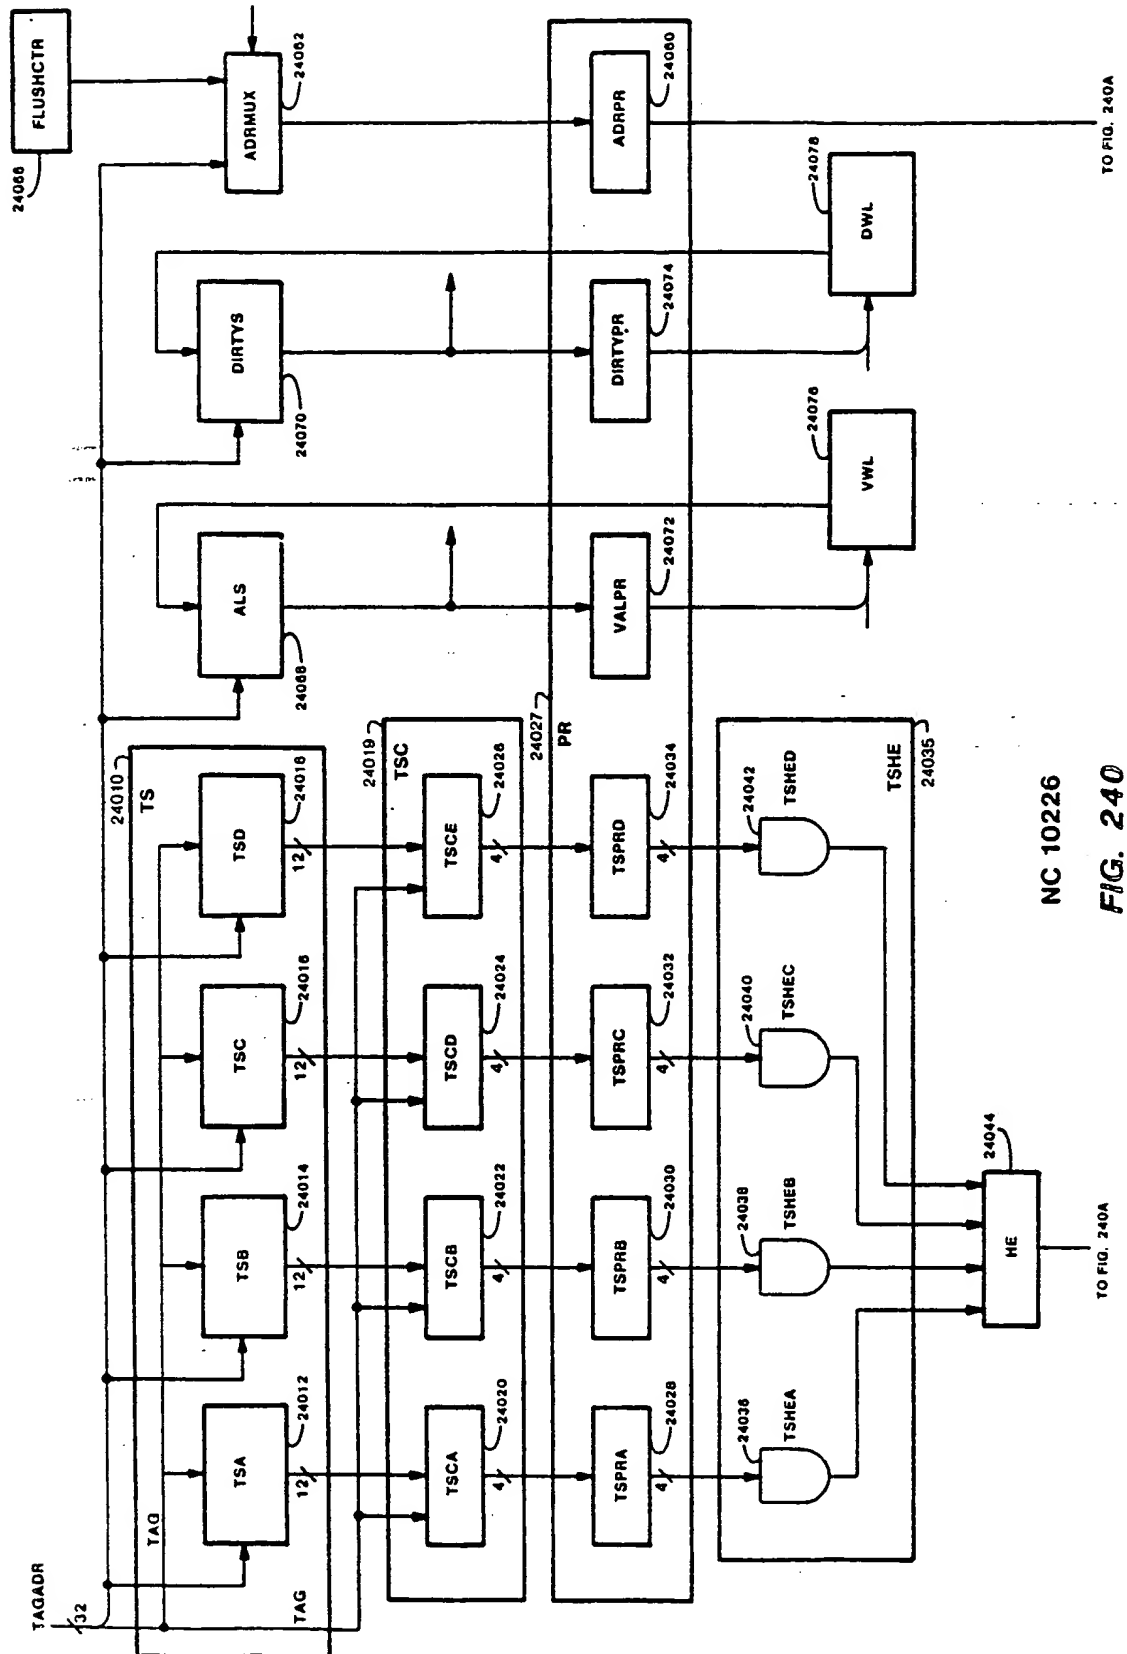 TAGADR
32
TAG
TAG
24010
TS
TSA
24012
12
TSB
24014
12
TSC
24016
12
TSD
24018
12
ALS
24068
DIRTYS
24070
FLUSHCTR
24066
ADRMUX
24062
24019
TSC
TSCA
24020
4
TSCB
24022
4
TSCD
24024
4
TSCE
24026
4
24027
PR
TSPRA
24028
4
TSPRB
24030
4
TSPRC
24032
4
TSPRD
24034
4
VALPR
24072
DIRTYPR
24074
ADRPR
24060
24036
TSHEA
24038
TSHEB
24040
TSHEC
24042
TSHED
TSHE
24035
VWL
24076
DWL
24078
HE
24044
TO FIG. 240A
TO FIG. 240A
NC 10226
FIG. 240